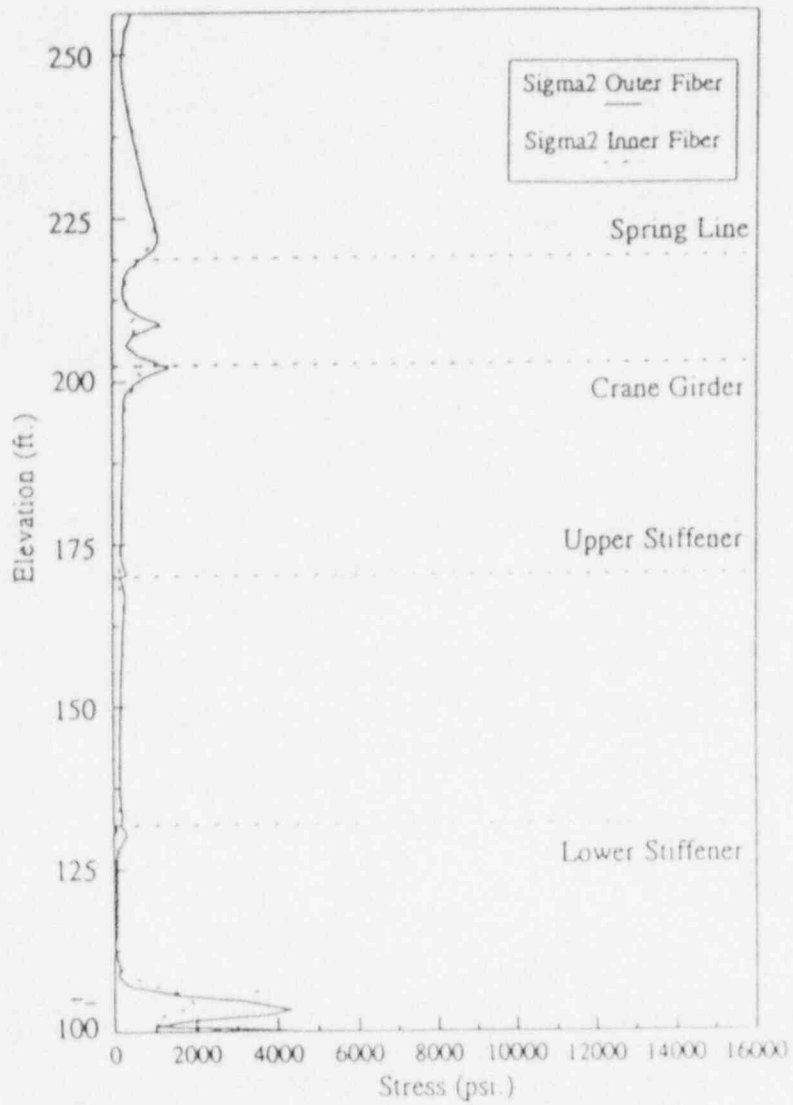 250
225
200
175
150
125
100
Elevation (ft.)
Sigma2 Outer Fiber
Sigma2 Inner Fiber
Spring Line
Crane Girder
Upper Stiffener
Lower Stiffener
0 2000 4000 6000 8000 10000 12000 14000 16000
Stress (psi.)